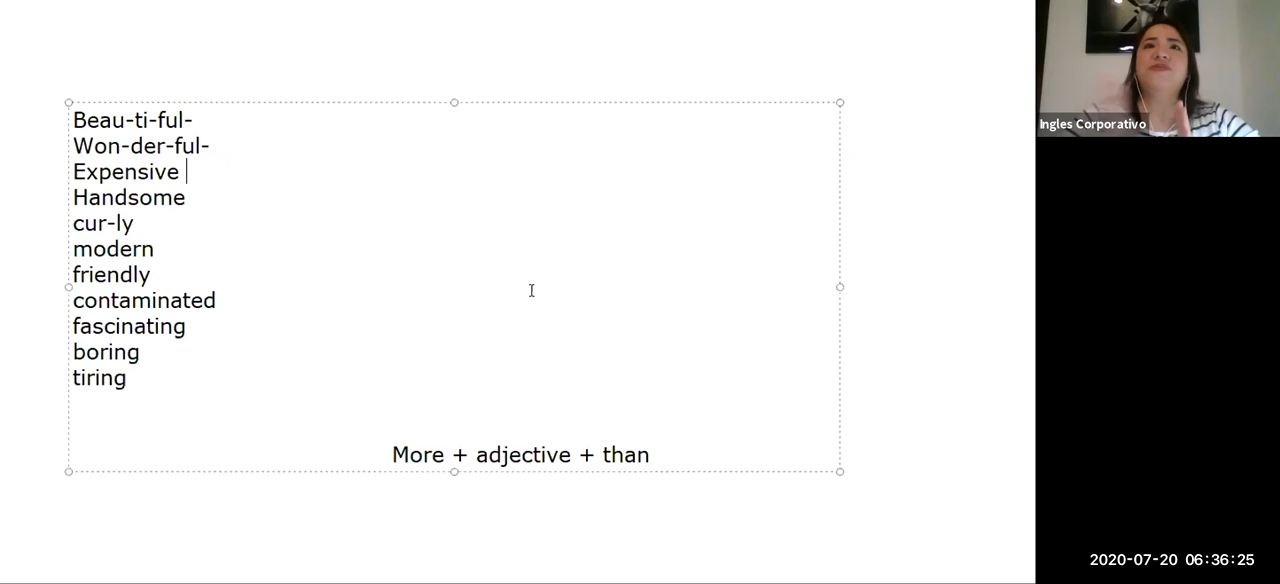 Beau-ti-ful-
Won-der-ful-
Expensive
Handsome
cur-ly
modern
friendly
contaminated
fascinating
boring
tiring
More + adjective + than
Ingles Corporativo
2020-07-20 06:36:25